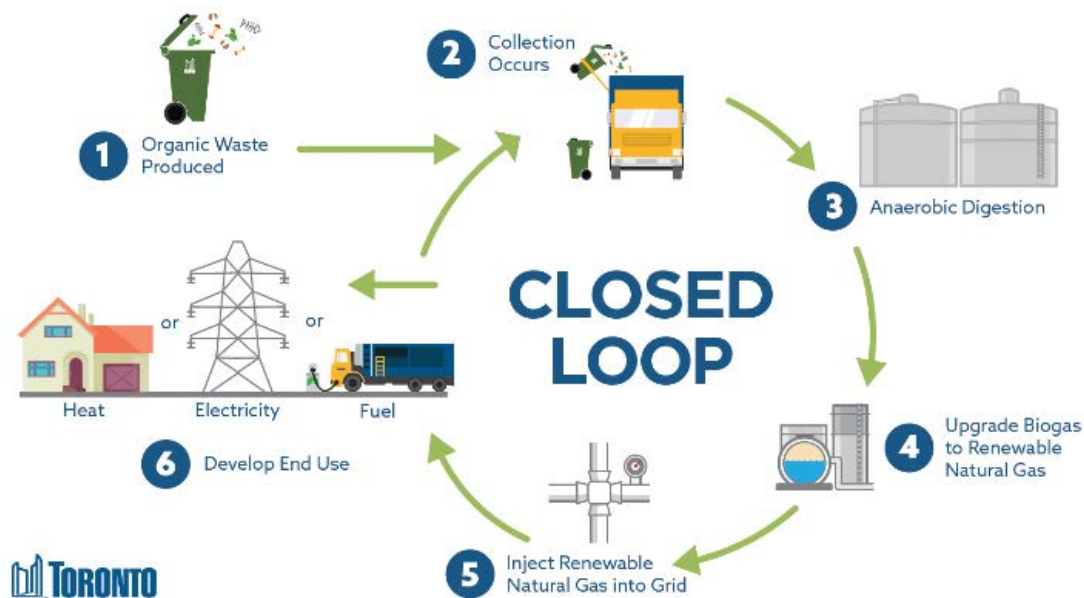 1
Organic Waste
Produced
2
Collection
Occurs
3
Anaerobic Digestion
4
Upgrade Biogas
to Renewable
Natural Gas
5
Inject Renewable
Natural Gas into Grid
6
Develop End Use
Heat
or
Electricity
or
Fuel
CLOSED
LOOP
TORONTO